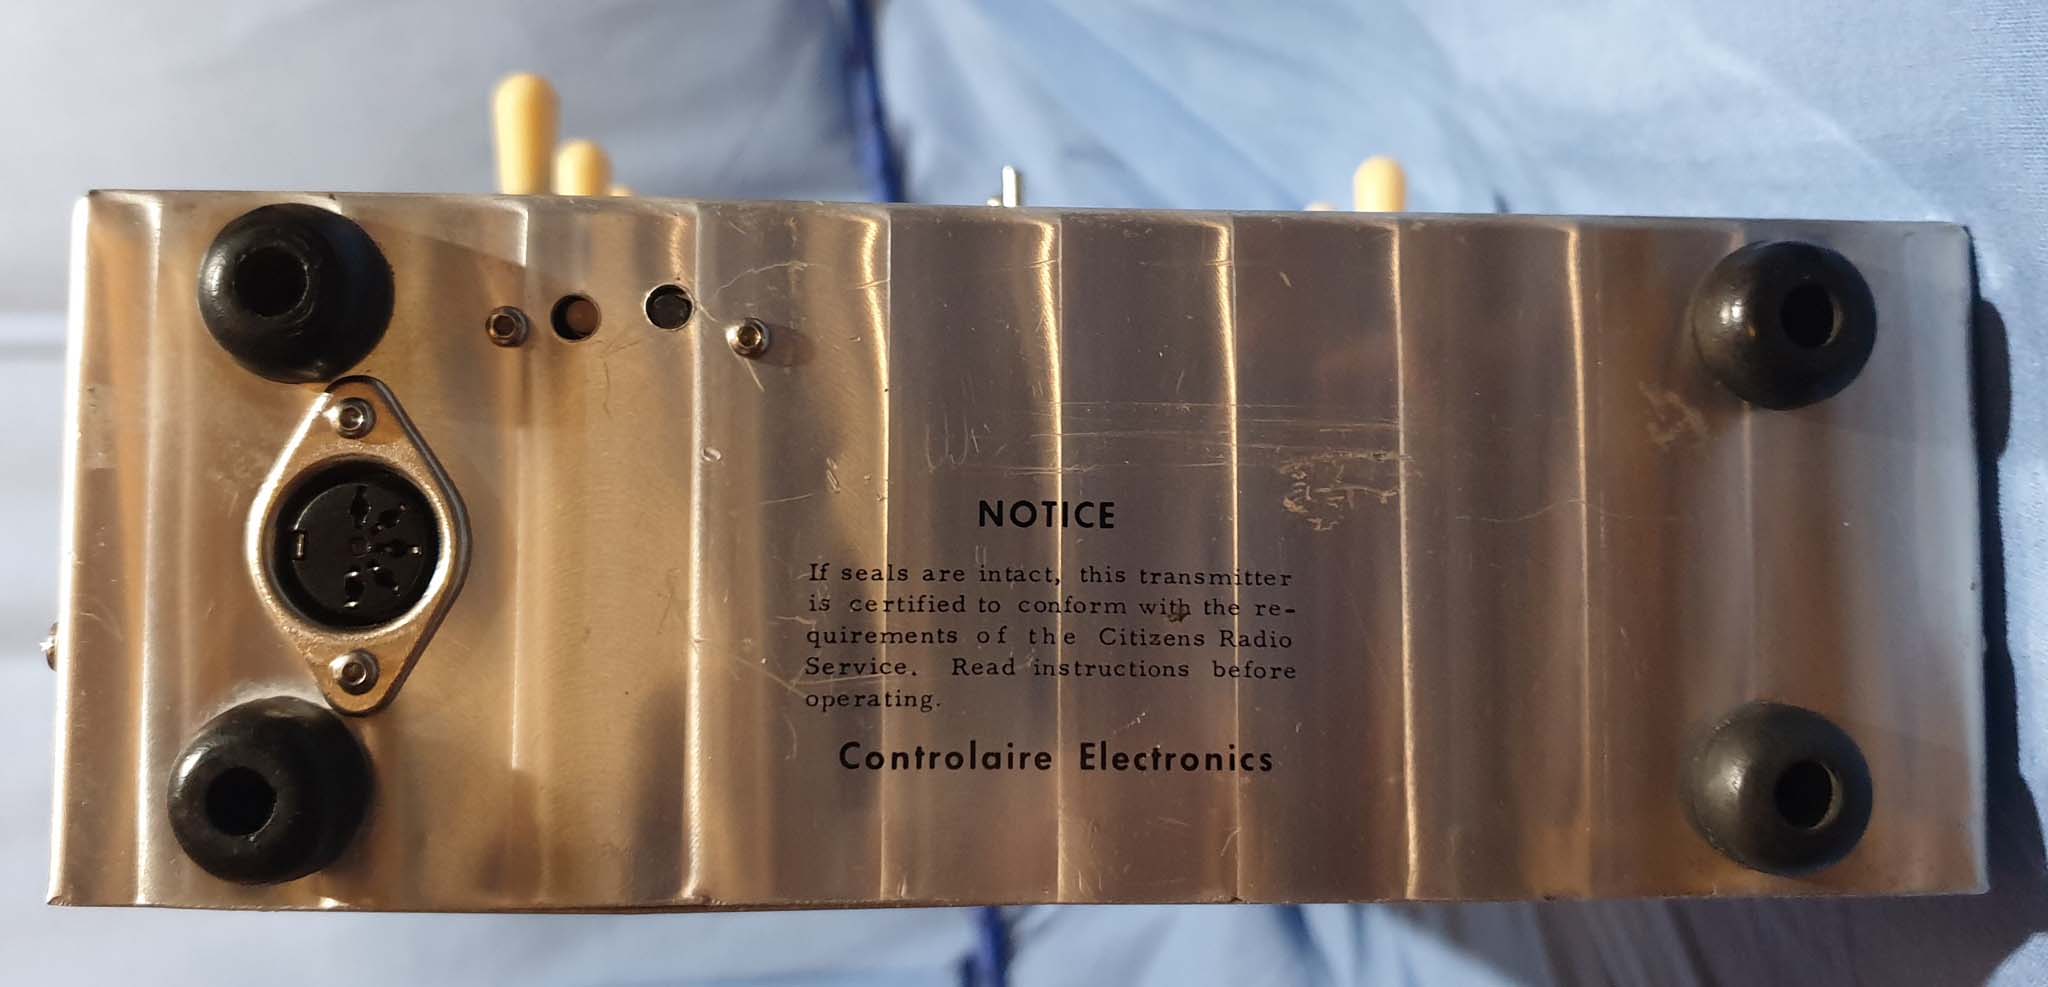 NOTICE
If seals are intact, this transmitter
is certified to conform with the re-
quirements of the Citizens Radio
Service. Read instructions before
operating.
Controlaire Electronics